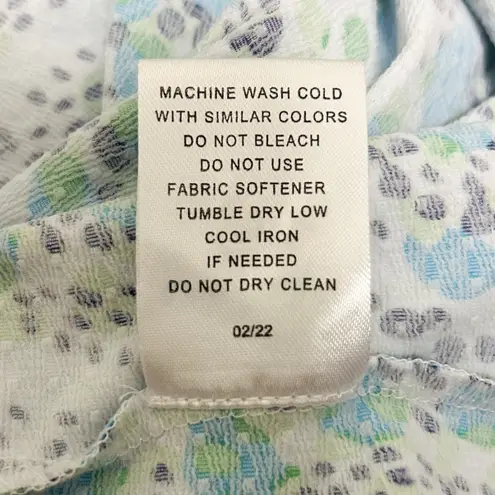 MACHINE WASH COLD
WITH SIMILAR COLORS
DO NOT BLEACH
DO NOT USE
FABRIC SOFTENER
TUMBLE DRY LOW
COOL IRON
IF NEEDED
DO NOT DRY CLEAN
02/22